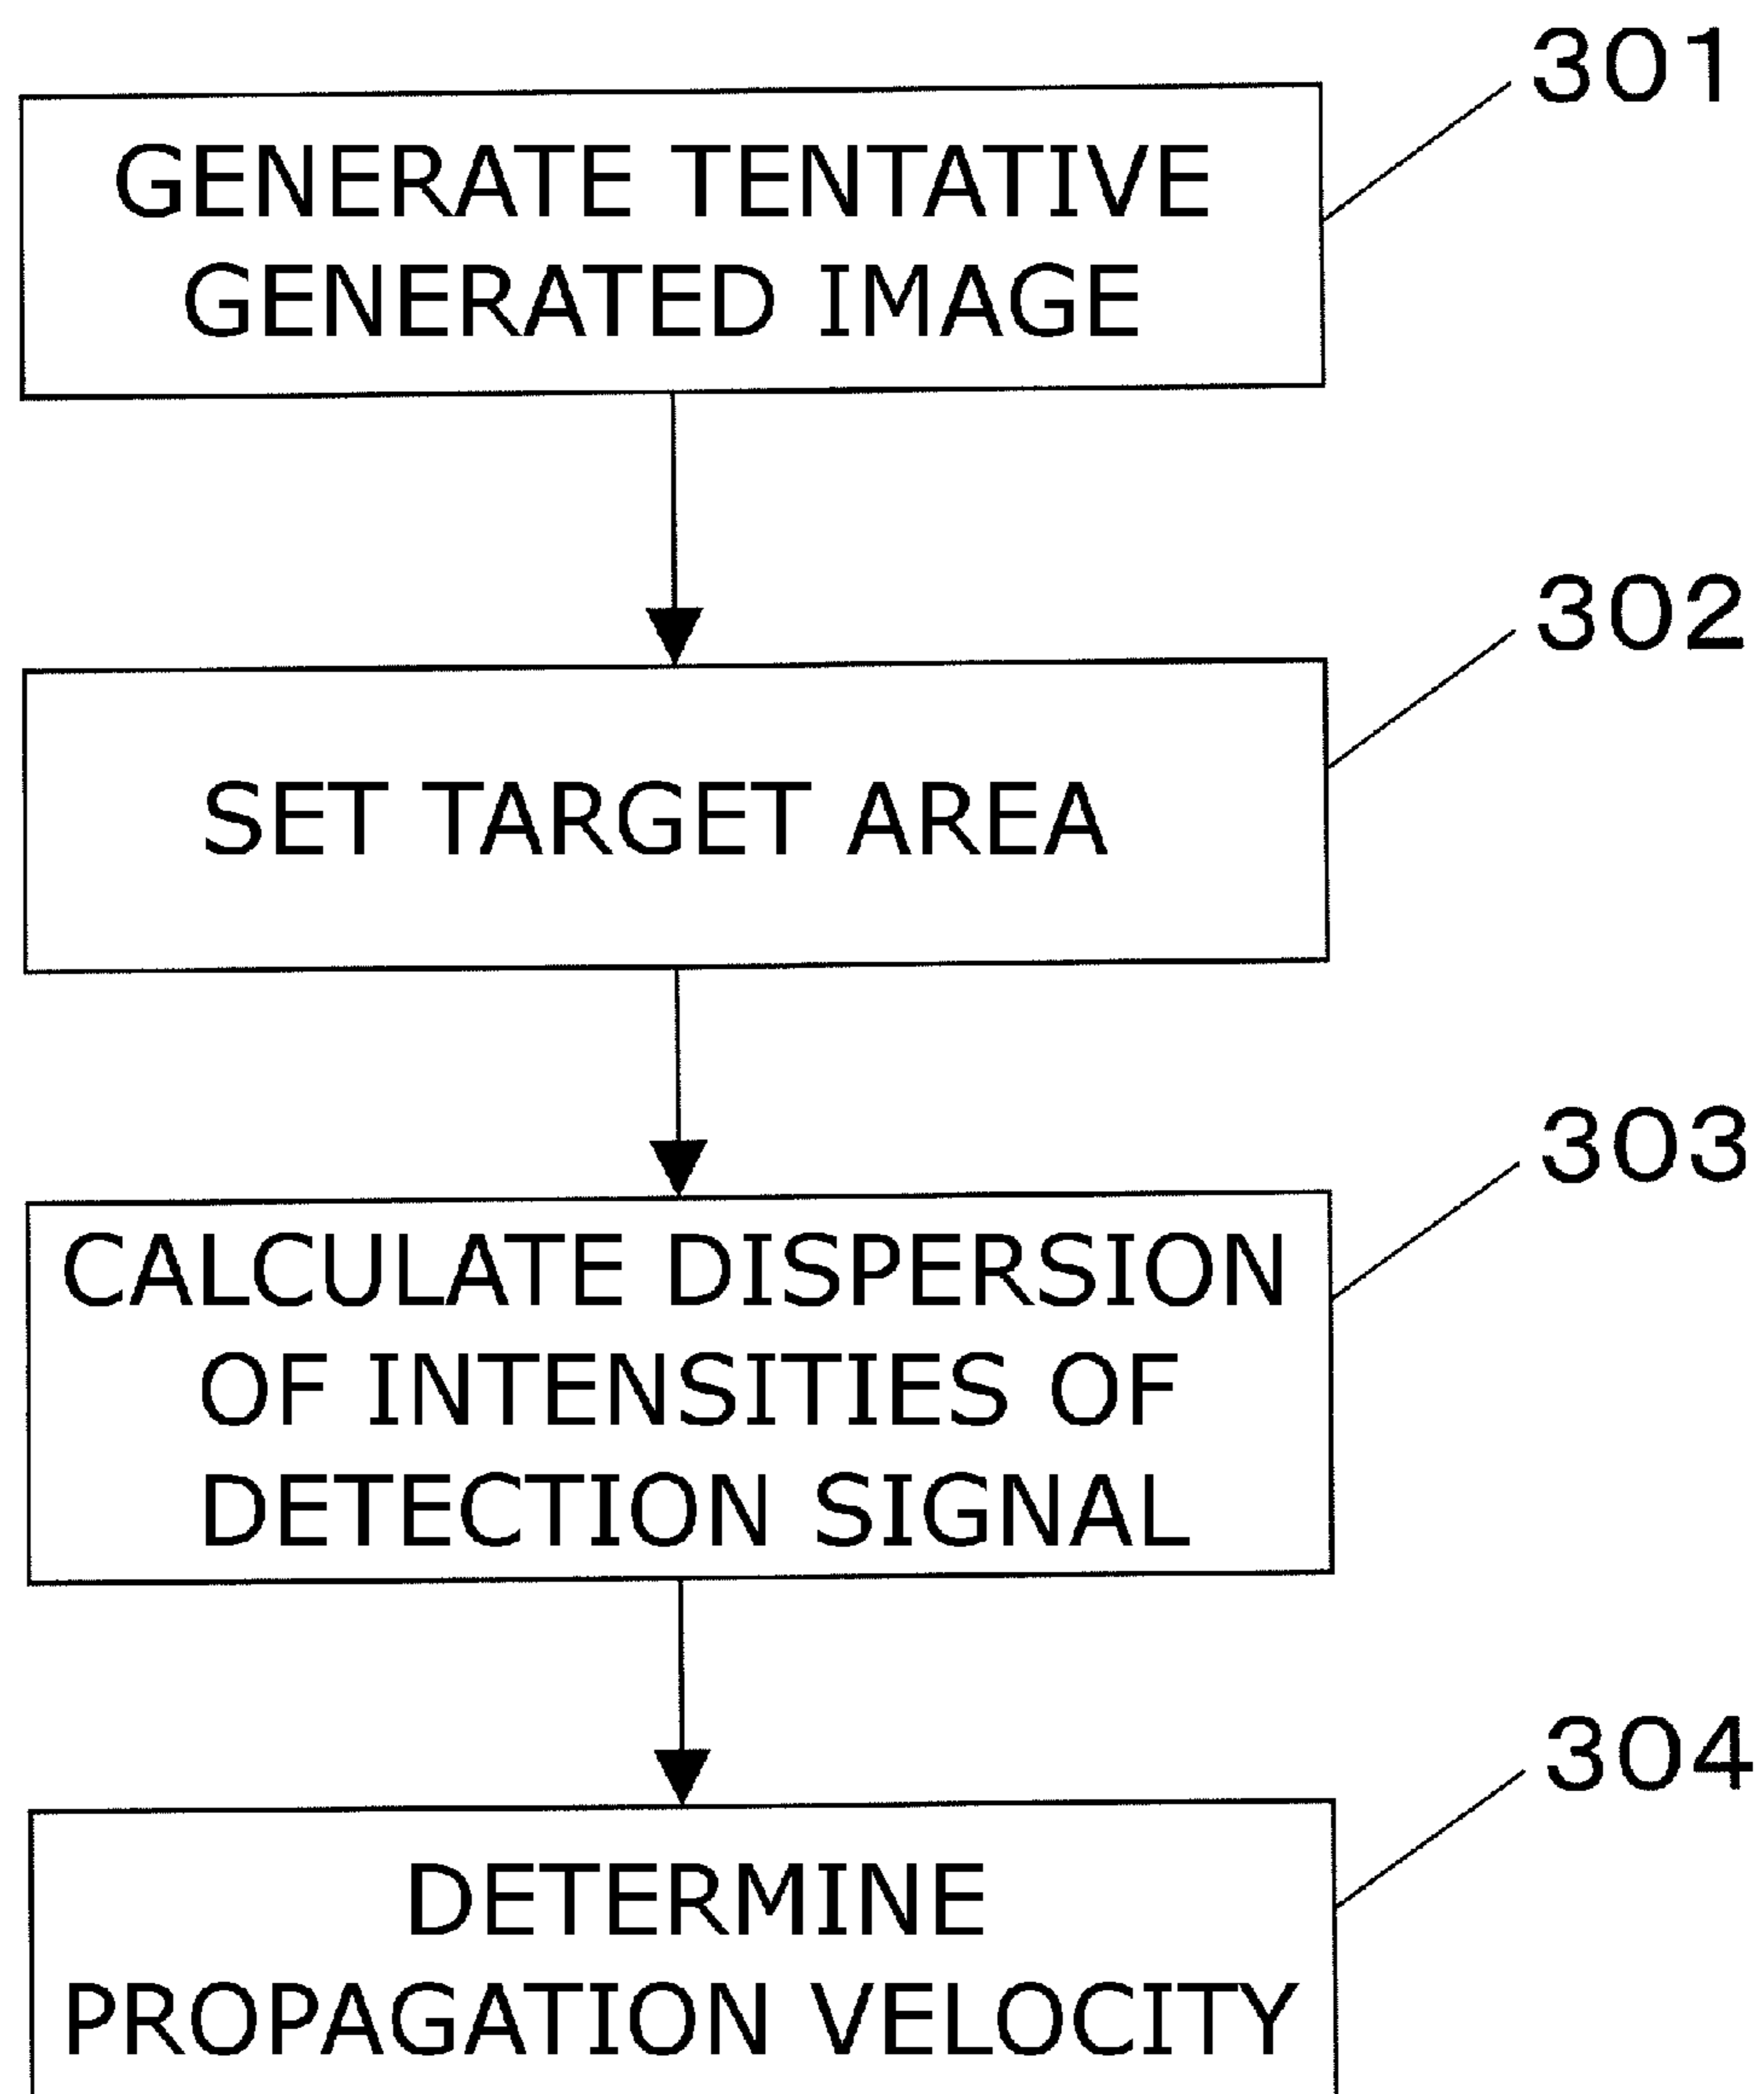 301
GENERATE TENTATIVE
GENERATED IMAGE
302
SET TARGET AREA
303
CALCULATE DISPERSION
OF INTENSITIES OF
DETECTION SIGNAL
304
DETERMINE
PROPAGATION VELOCITY